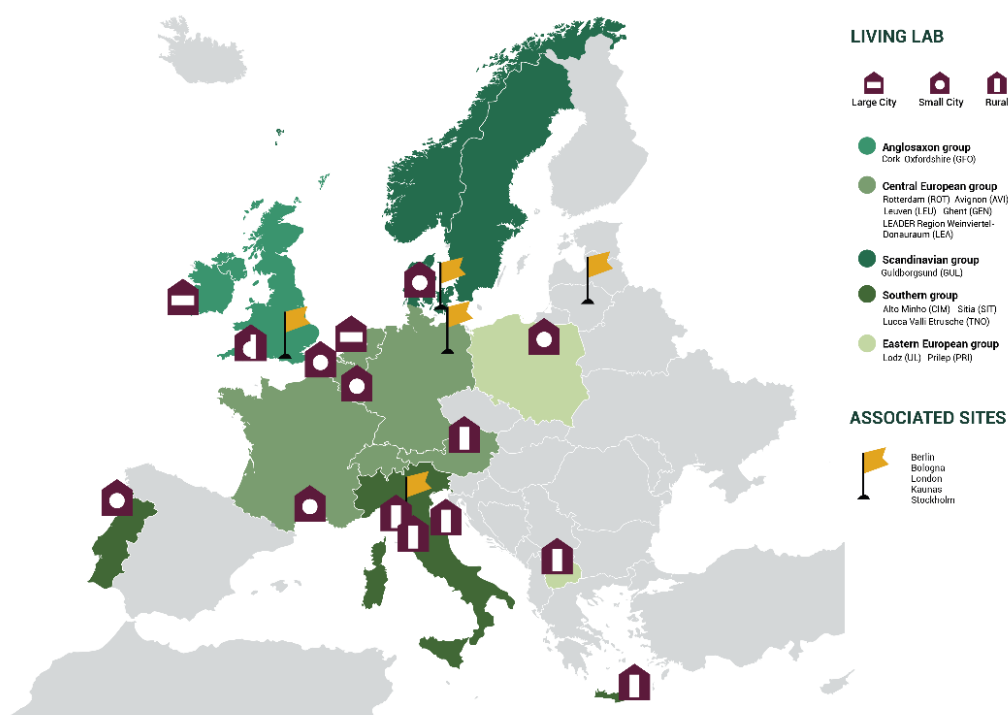 LIVING LAB
Large City Small City Rural
Anglosaxon group
Cork Oxfordshire (GFO)
Central European group
Rotterdam (ROT) Avignon (AVI)
Leuven (LEU) Ghent (GEN)
LEADER Region Weinviertel-
Donauraum (LEA)
Scandinavian group
Guldborgsund (GUL)
Southern group
Alto Minho (CIM) Sitia (SIT)
Lucca Valli Etrusche (TNO)
Eastern European group
Lodz (UL) Prilep (PRI)
ASSOCIATED SITES
Berlin
Bologna
London
Kaunas
Stockholm